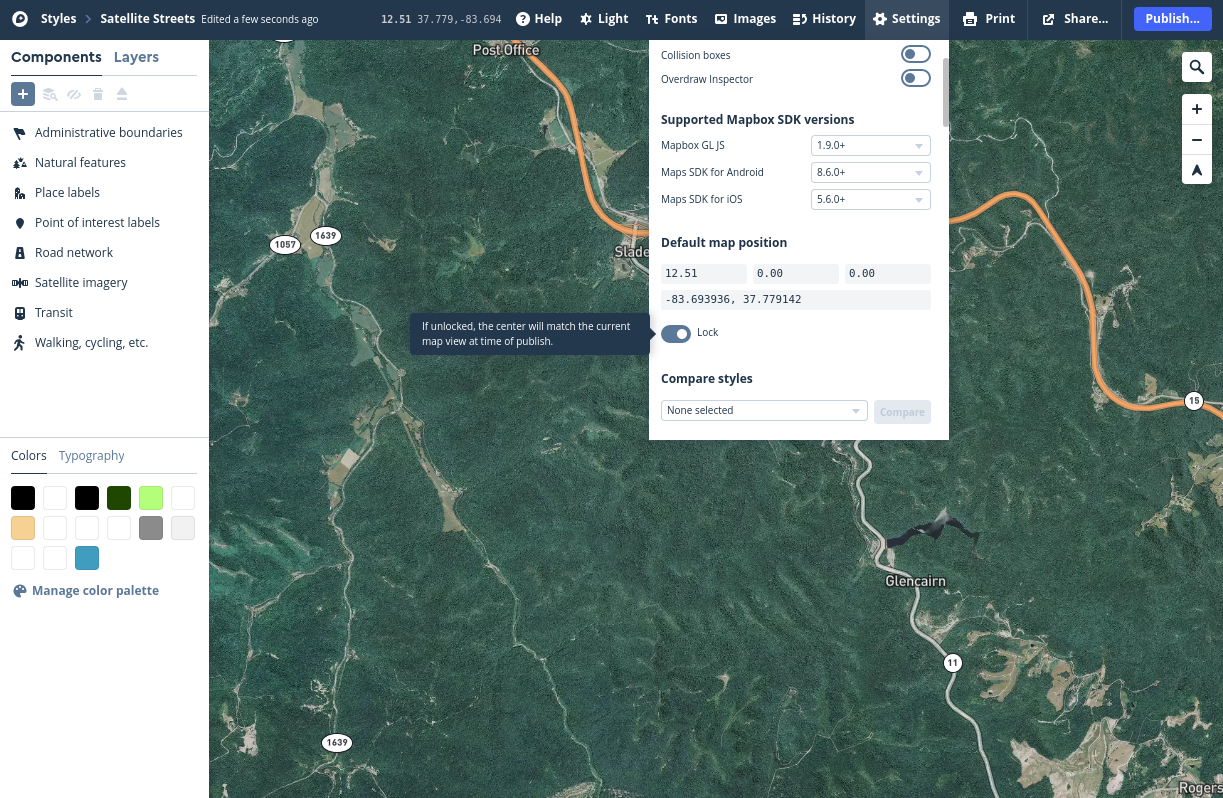 Styles Satellite Streets Edited a few seconds ago 12.51 37.779,-83.694 Help Light Fonts Images History Settings Print Share... Publish...
Components Layers
Administrative boundaries
Natural features
Place labels
Point of interest labels
Road network
Satellite imagery
Transit
Walking, cycling, etc.
Colors Typography
Manage color palette
Post Office
1057
1639
Slade
Collision boxes
Overdraw Inspector
Supported Mapbox SDK versions
Mapbox GL JS 1.9.0+
Maps SDK for Android 8.6.0+
Maps SDK for iOS 5.6.0+
Default map position
12.51 0.00 0.00
-83.693936, 37.779142
If unlocked, the center will match the current
map view at time of publish.
Lock
Compare styles
None selected Compare
15
Glencairn
11
1639
Rogers